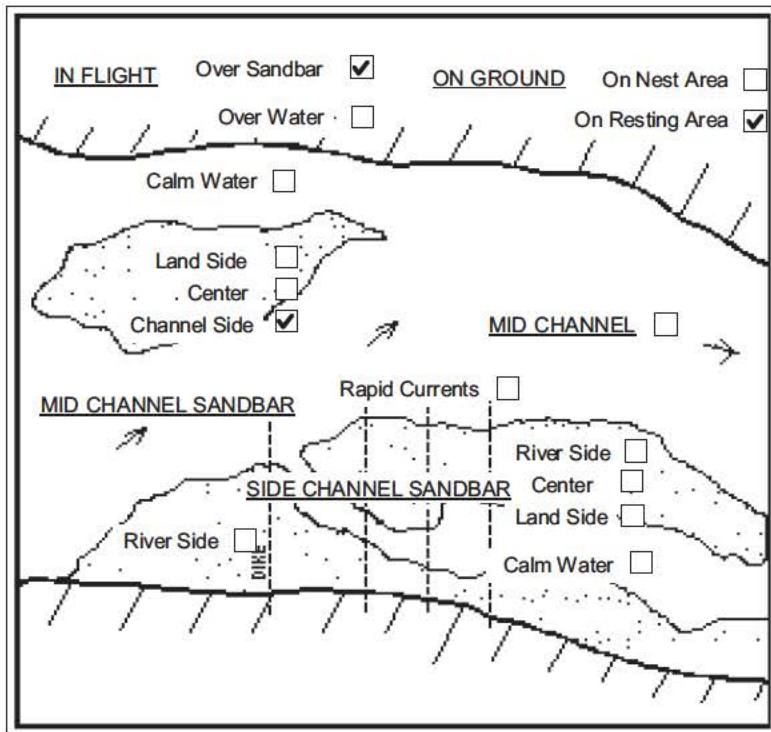 IN FLIGHT
Over Sandbar
Over Water
ON GROUND
On Nest Area
On Resting Area
Calm Water
Land Side
Center
Channel Side
MID CHANNEL
MID CHANNEL SANDBAR
Rapid Currents
River Side
SIDE CHANNEL SANDBAR
Center
Land Side
River Side
DIKE
Calm Water